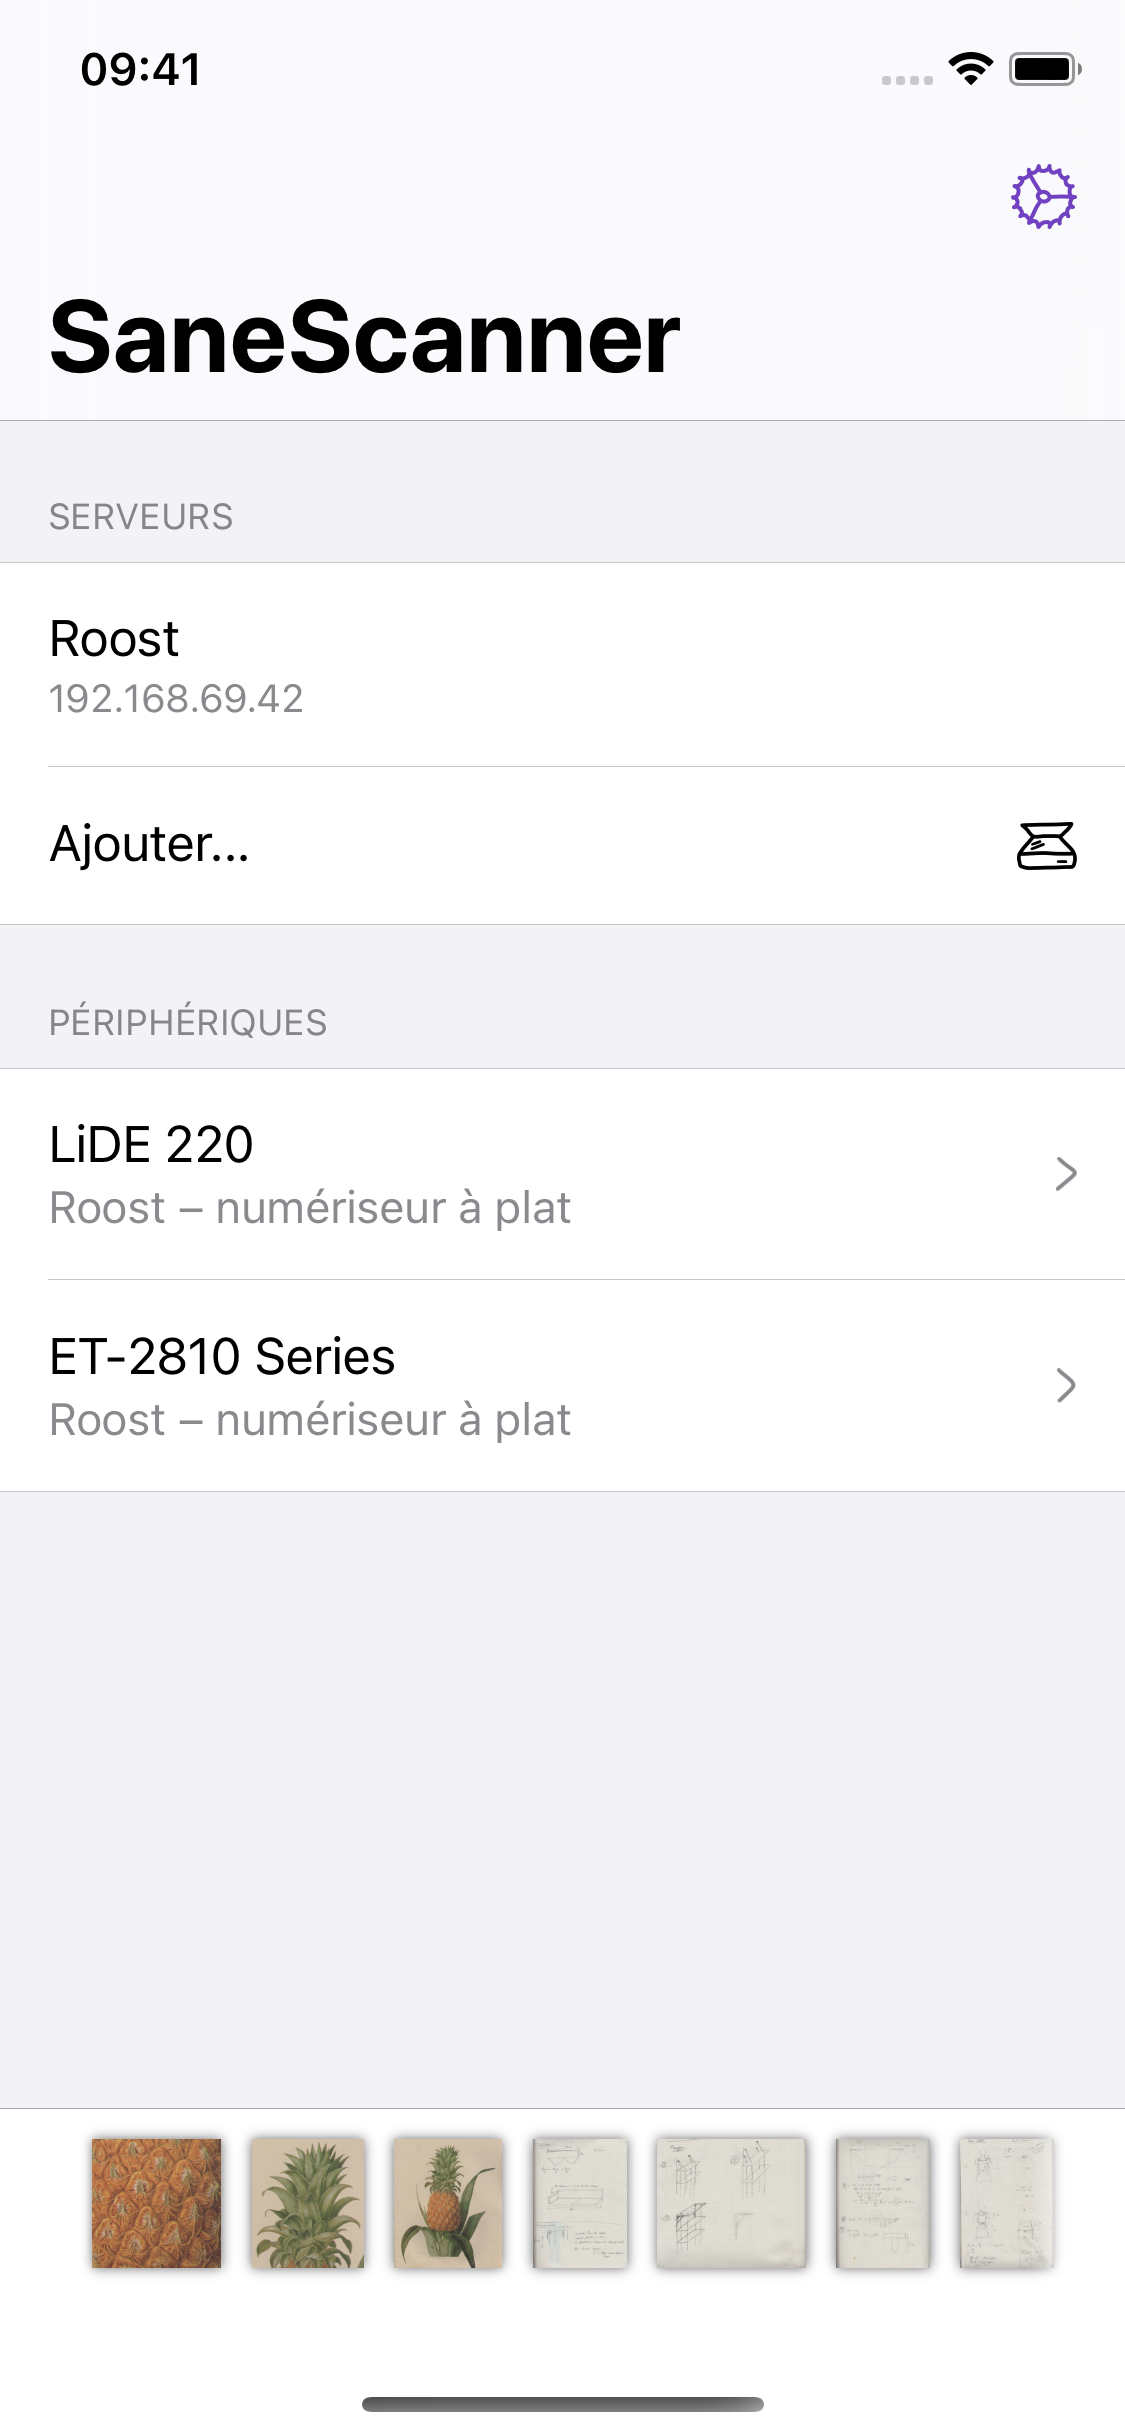 09:41
SaneScanner
SERVEURS
Roost
192.168.69.42
Ajouter...
PÉRIPHÉRIQUES
LiDE 220
Roost – numériseur à plat
ET-2810 Series
Roost – numériseur à plat